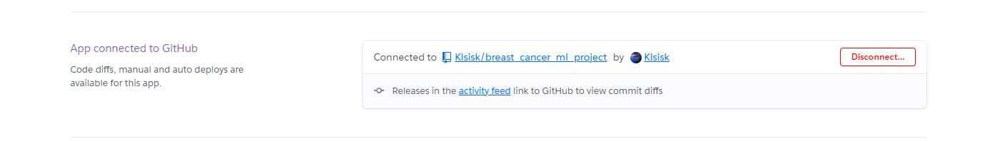 App connected to GitHub
Code diffs, manual and auto deploys are
available for this app.
Connected to Klsisk/breast_cancer_ml_project by Klsisk
Disconnect...
Releases in the activity feed link to GitHub to view commit diffs